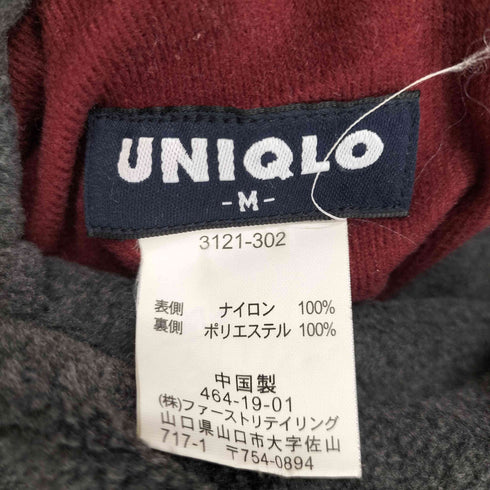 UNIQLO
-M-
3121-302
表側 ナイロン 100%
裏側 ポリエステル 100%
中国製
464-19-01
(株)ファーストリテイリング
山口県山口市大字佐山
717-1 〒754-0894